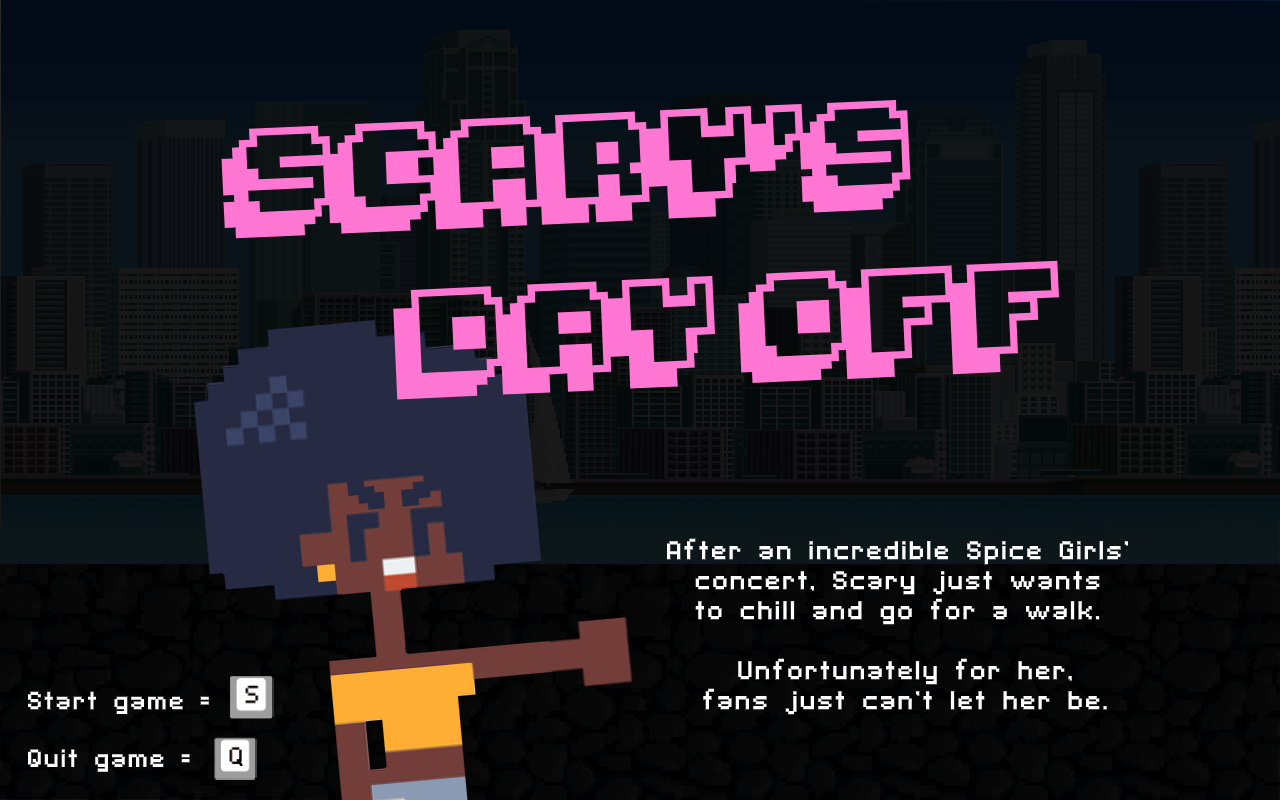 SCARY'S
DAY OFF
After an incredible Spice Girls'
concert, Scary just wants
to chill and go for a walk.
Unfortunately for her,
fans just can't let her be.
Start game = S
Quit game = Q